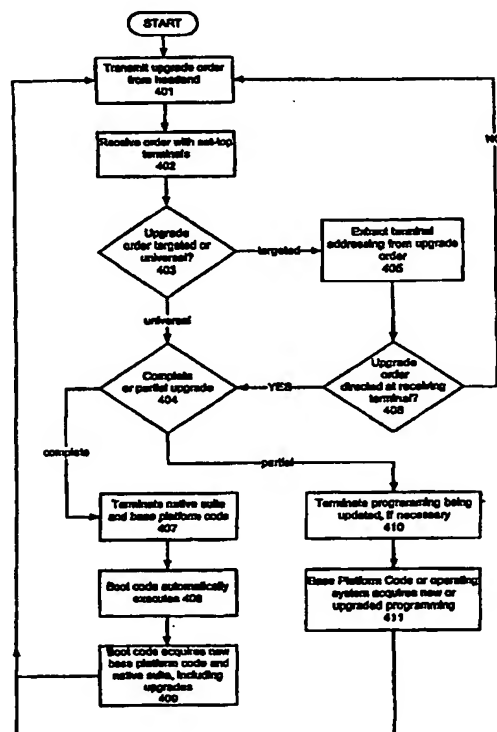 START
Transmit upgrade order
from headend
401
Receive order with set-top
terminals
402
Upgrade
order targeted or
universal?
403
targeted
Extract terminal
addressing from upgrade
order
405
universal
Complete
or partial upgrade
404
YES
Upgrade
order
directed at receiving
terminal?
406
NO
complete
partial
Terminate native suite
and base platform code
407
Terminate programming being
updated, if necessary
410
Boot code automatically
executes 408
Base Platform Code or operating
system acquires new or
upgraded programming
411
Boot code acquires new
base platform code and
native suite, including
upgrades
409